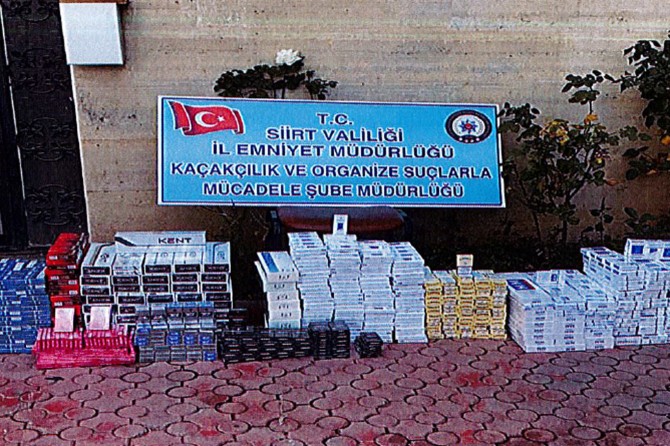 T.C.
SİİRT VALİLİĞİ
İL EMNİYET MÜDÜRLÜĞÜ
KAÇAKÇILIK VE ORGANİZE SUÇLARLA
MÜCADELE ŞUBE MÜDÜRLÜĞÜ
KENT